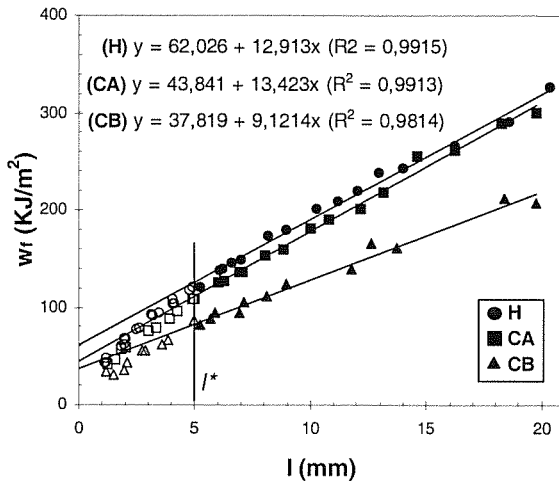 400
(H) y = 62,026 + 12,913x (R2 = 0,9915)
(CA) y = 43,841 + 13,423x (R² = 0,9913)
300
(CB) y = 37,819 + 9,1214x (R² = 0,9814)
wf (KJ/m²)
200
100
H
CA
CB
l*
0
0 5 10 15 20
l (mm)